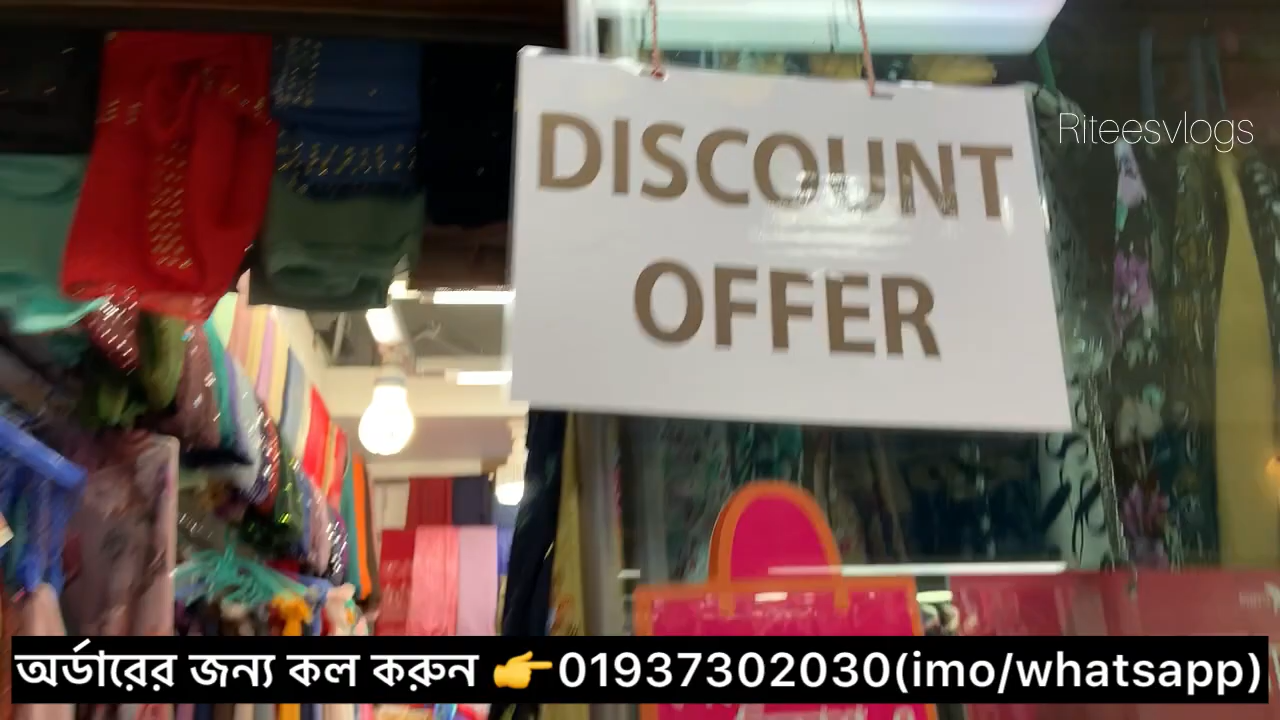 Riteesvlogs
DISCOUNT
OFFER
অর্ডারের জন্য কল করুন 👉01937302030(imo/whatsapp)